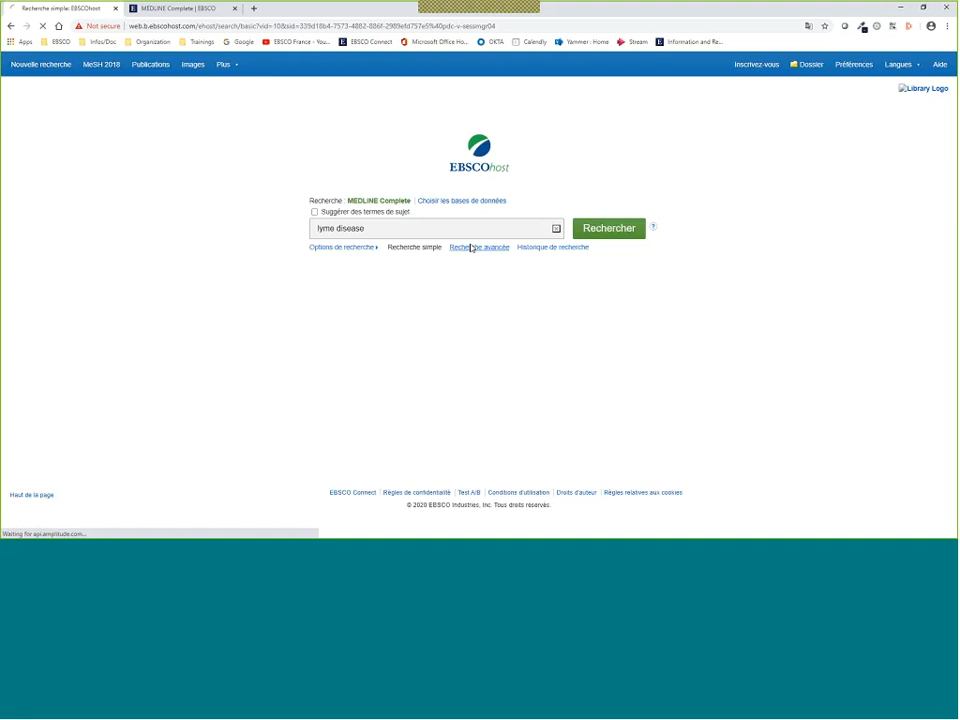 Recherche simple: EBSCOhost
MEDLINE Complete | EBSCO
Not secure | web.b.ebscohost.com/ehost/search/basic?vid=10&sid=339d18b4-7573-4882-886f-2989efd757e5%40pdc-v-sessmgr04
Apps EBSCO Infos/Doc Organization Trainings Google EBSCO France - You... EBSCO Connect Microsoft Office Ho... OKTA Calendly Yammer : Home Stream Information and Re...
Nouvelle recherche MeSH 2018 Publications Images Plus Inscrivez-vous Dossier Préférences Langues Aide
Library Logo
EBSCOhost
Recherche : MEDLINE Complete | Choisir les bases de données
Suggérer des termes de sujet
lyme disease Rechercher ?
Options de recherche Recherche simple Recherche avancée Historique de recherche
EBSCO Connect | Règles de confidentialité | Test A/B | Conditions d'utilisation | Droits d'auteur | Règles relatives aux cookies
Haut de la page
© 2020 EBSCO Industries, Inc. Tous droits réservés.
Waiting for api.amplitude.com...